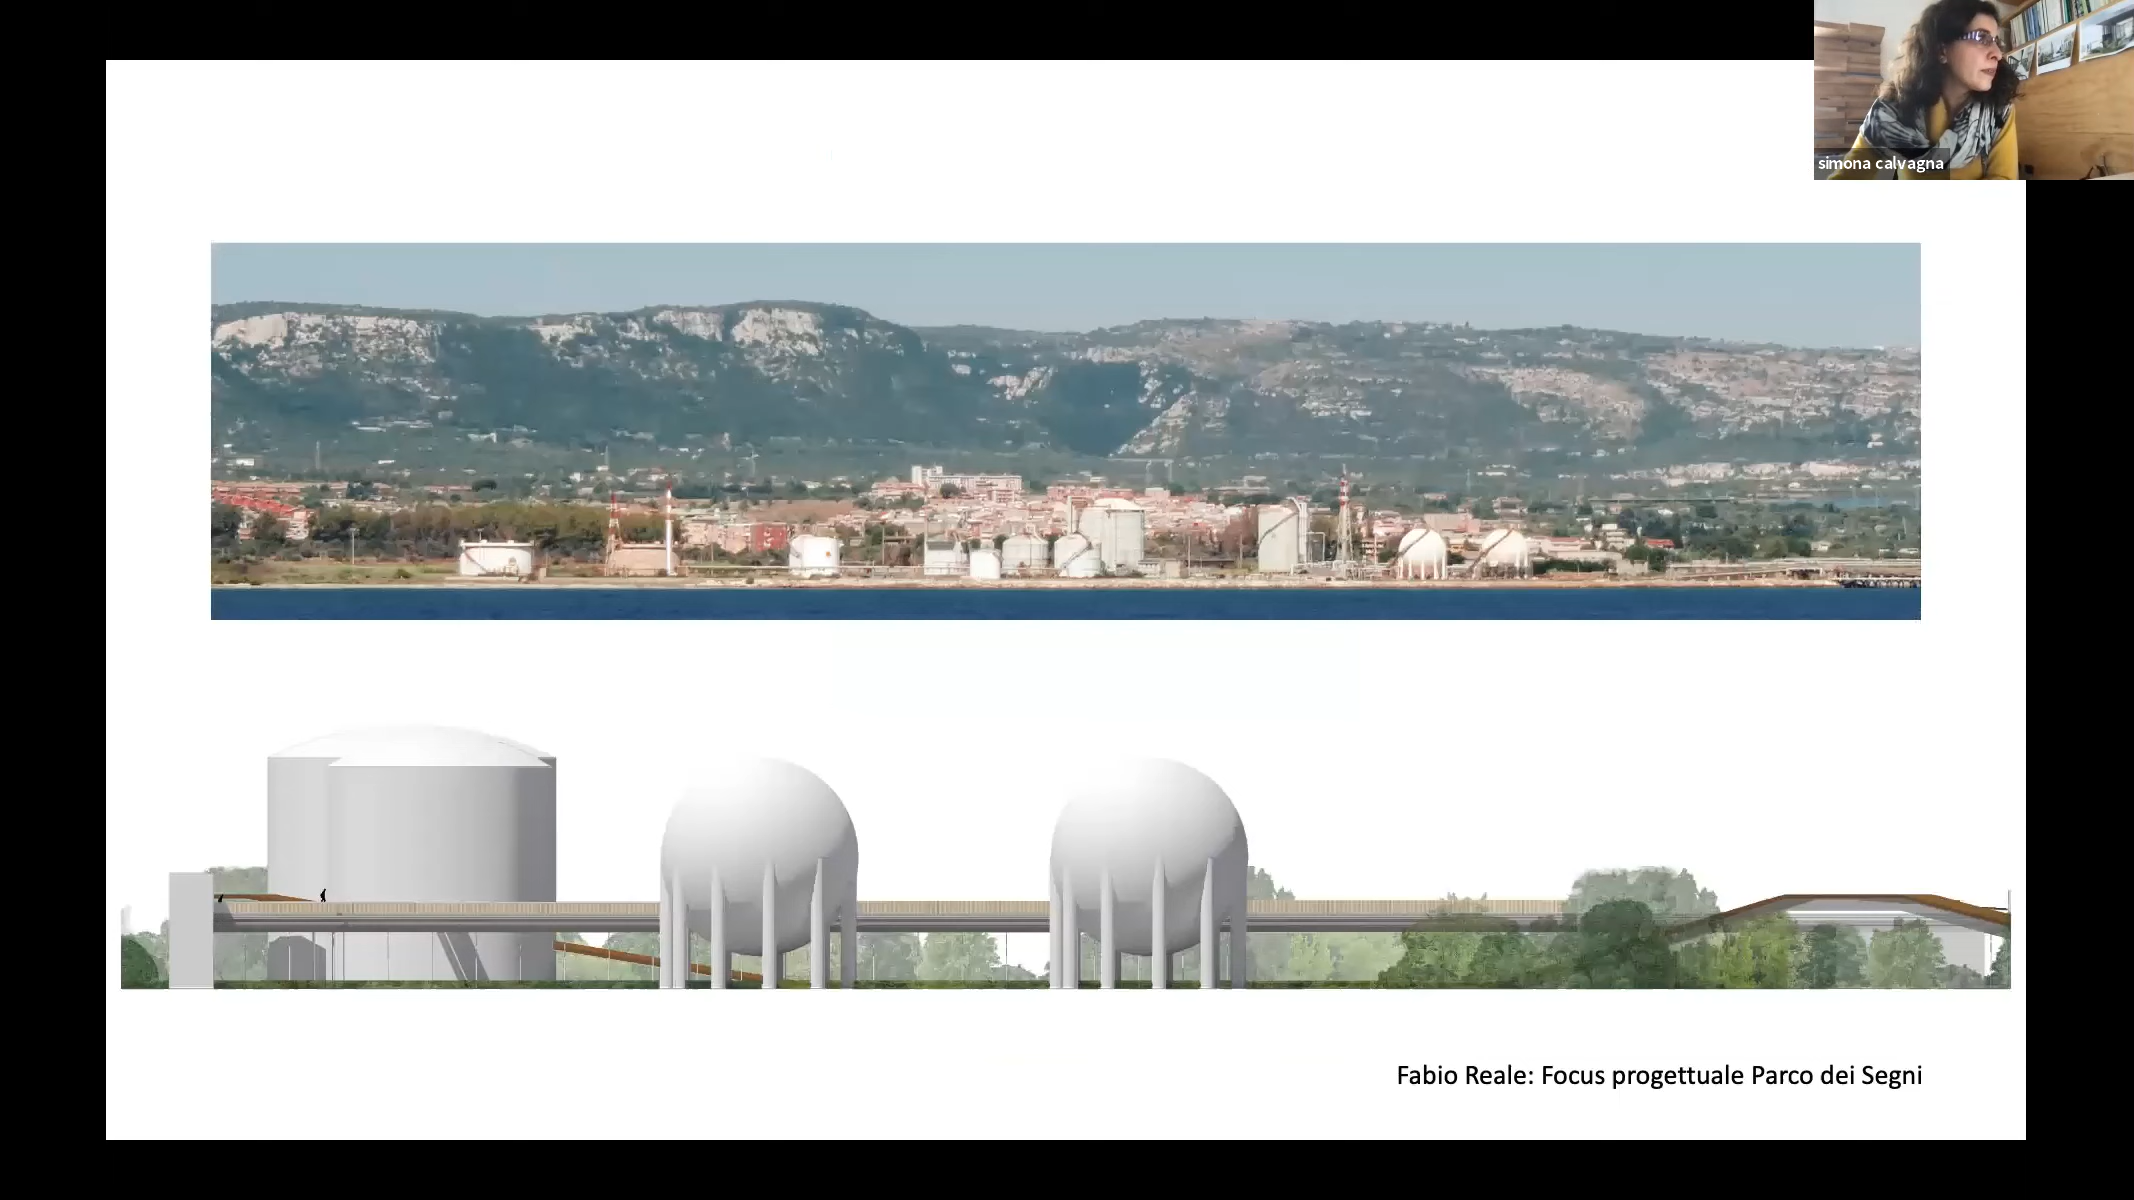 simona calvagna
Fabio Reale: Focus progettuale Parco dei Segni